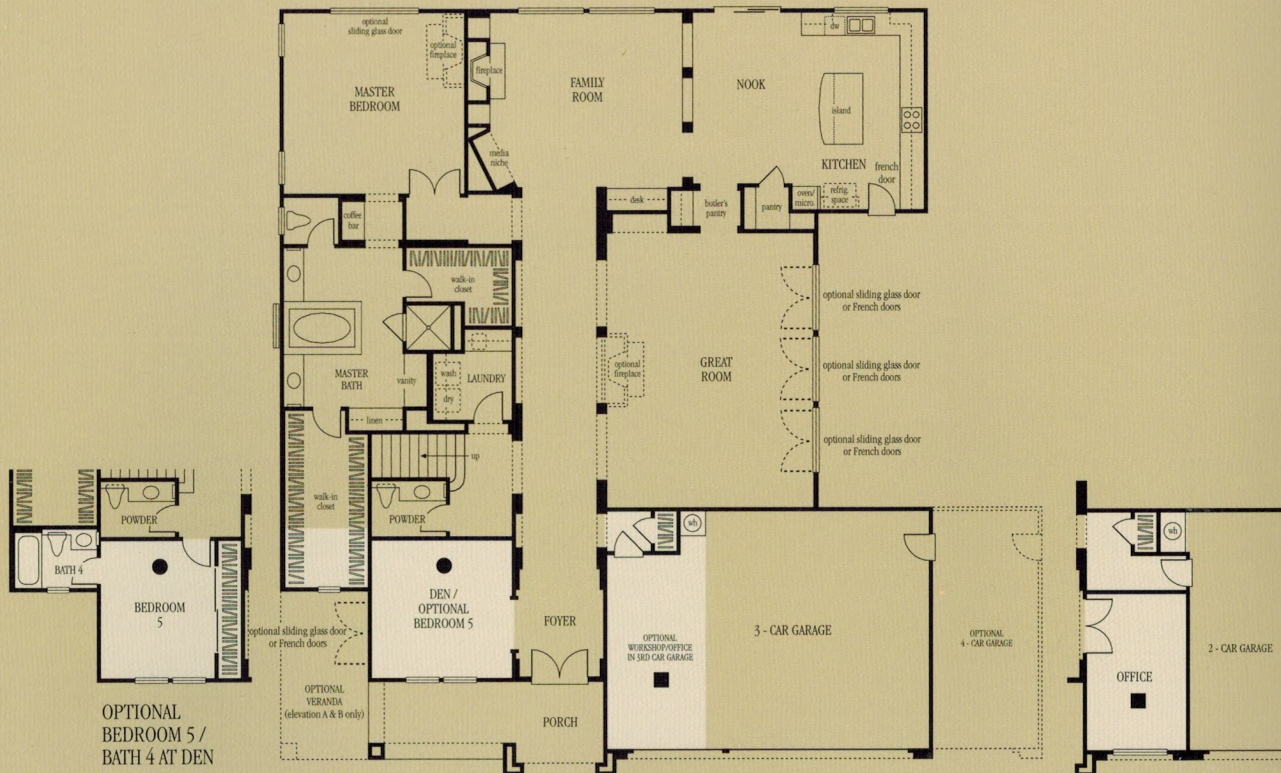 optional
sliding glass door
optional
fireplace
fireplace
MASTER
BEDROOM
FAMILY
ROOM
NOOK
dw
island
KITCHEN
french
door
media
niche
coffee
bar
desk
butler's
pantry
pantry
oven/
micro.
refrig.
space
walk-in
closet
optional sliding glass door
or French doors
MASTER
BATH
vanity
wash
dry
LAUNDRY
optional
fireplace
GREAT
ROOM
optional sliding glass door
or French doors
linen
up
optional sliding glass door
or French doors
walk-in
closet
POWDER
POWDER
wh
wh
BATH 4
BEDROOM
5
optional sliding glass door
or French doors
DEN /
OPTIONAL
BEDROOM 5
FOYER
OPTIONAL
WORKSHOP/OFFICE
IN 3RD CAR GARAGE
3 - CAR GARAGE
OPTIONAL
4 - CAR GARAGE
2 - CAR GARAGE
OFFICE
OPTIONAL
VERANDA
(elevation A & B only)
PORCH
OPTIONAL
BEDROOM 5 /
BATH 4 AT DEN